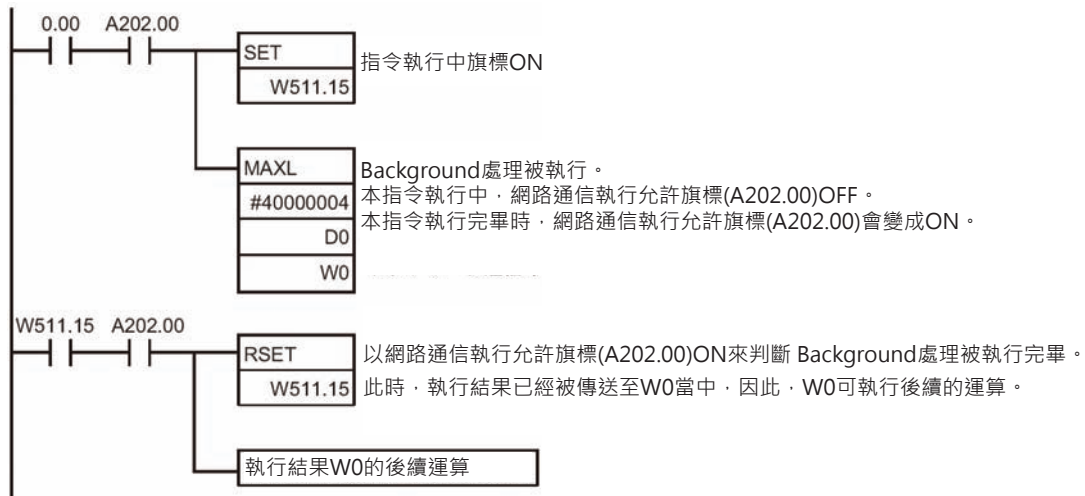 0.00 A202.00
SET 指令執行中旗標ON
W511.15
MAXL Background處理被執行。
#40000004 本指令執行中，網路通信執行允許旗標(A202.00)OFF。
D0 本指令執行完畢時，網路通信執行允許旗標(A202.00)會變成ON。
W0
W511.15 A202.00
RSET 以網路通信執行允許旗標(A202.00)ON來判斷 Background處理被執行完畢。
W511.15 此時，執行結果已經被傳送至W0當中，因此，W0可執行後續的運算。
執行結果W0的後續運算